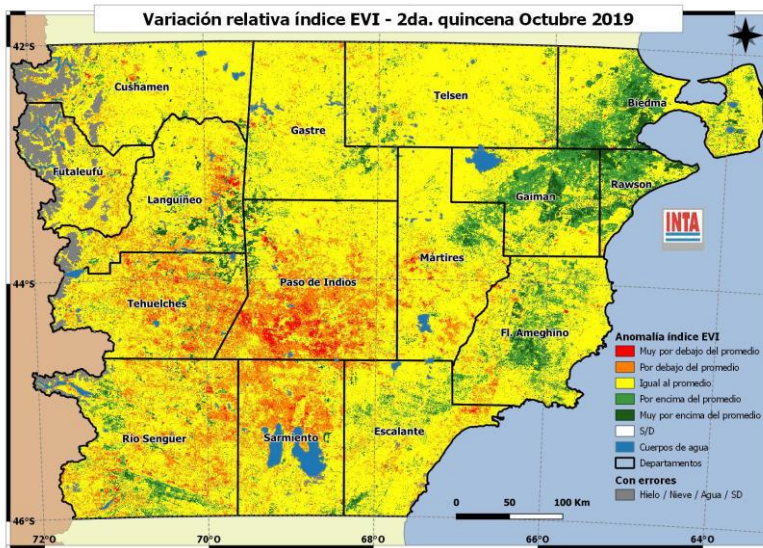 Variación relativa índice EVI - 2da. quincena Octubre 2019
42°S
Cushamen
Telsen
Biedma
Gastre
Futaleufú
Languiñeo
Gaiman
Rawson
INTA
Mártires
Paso de Indios
44°S
Tehuelches
Fl. Ameghino
Anomalía índice EVI
Muy por debajo del promedio
Por debajo del promedio
Igual al promedio
Por encima del promedio
Muy por encima del promedio
S/D
Cuerpos de agua
Departamentos
Con errores
Hielo / Nieve / Agua / SD
Río Senguer
Sarmiento
Escalante
0 50 100 Km
46°S
72°O 70°O 68°O 66°O 64°O